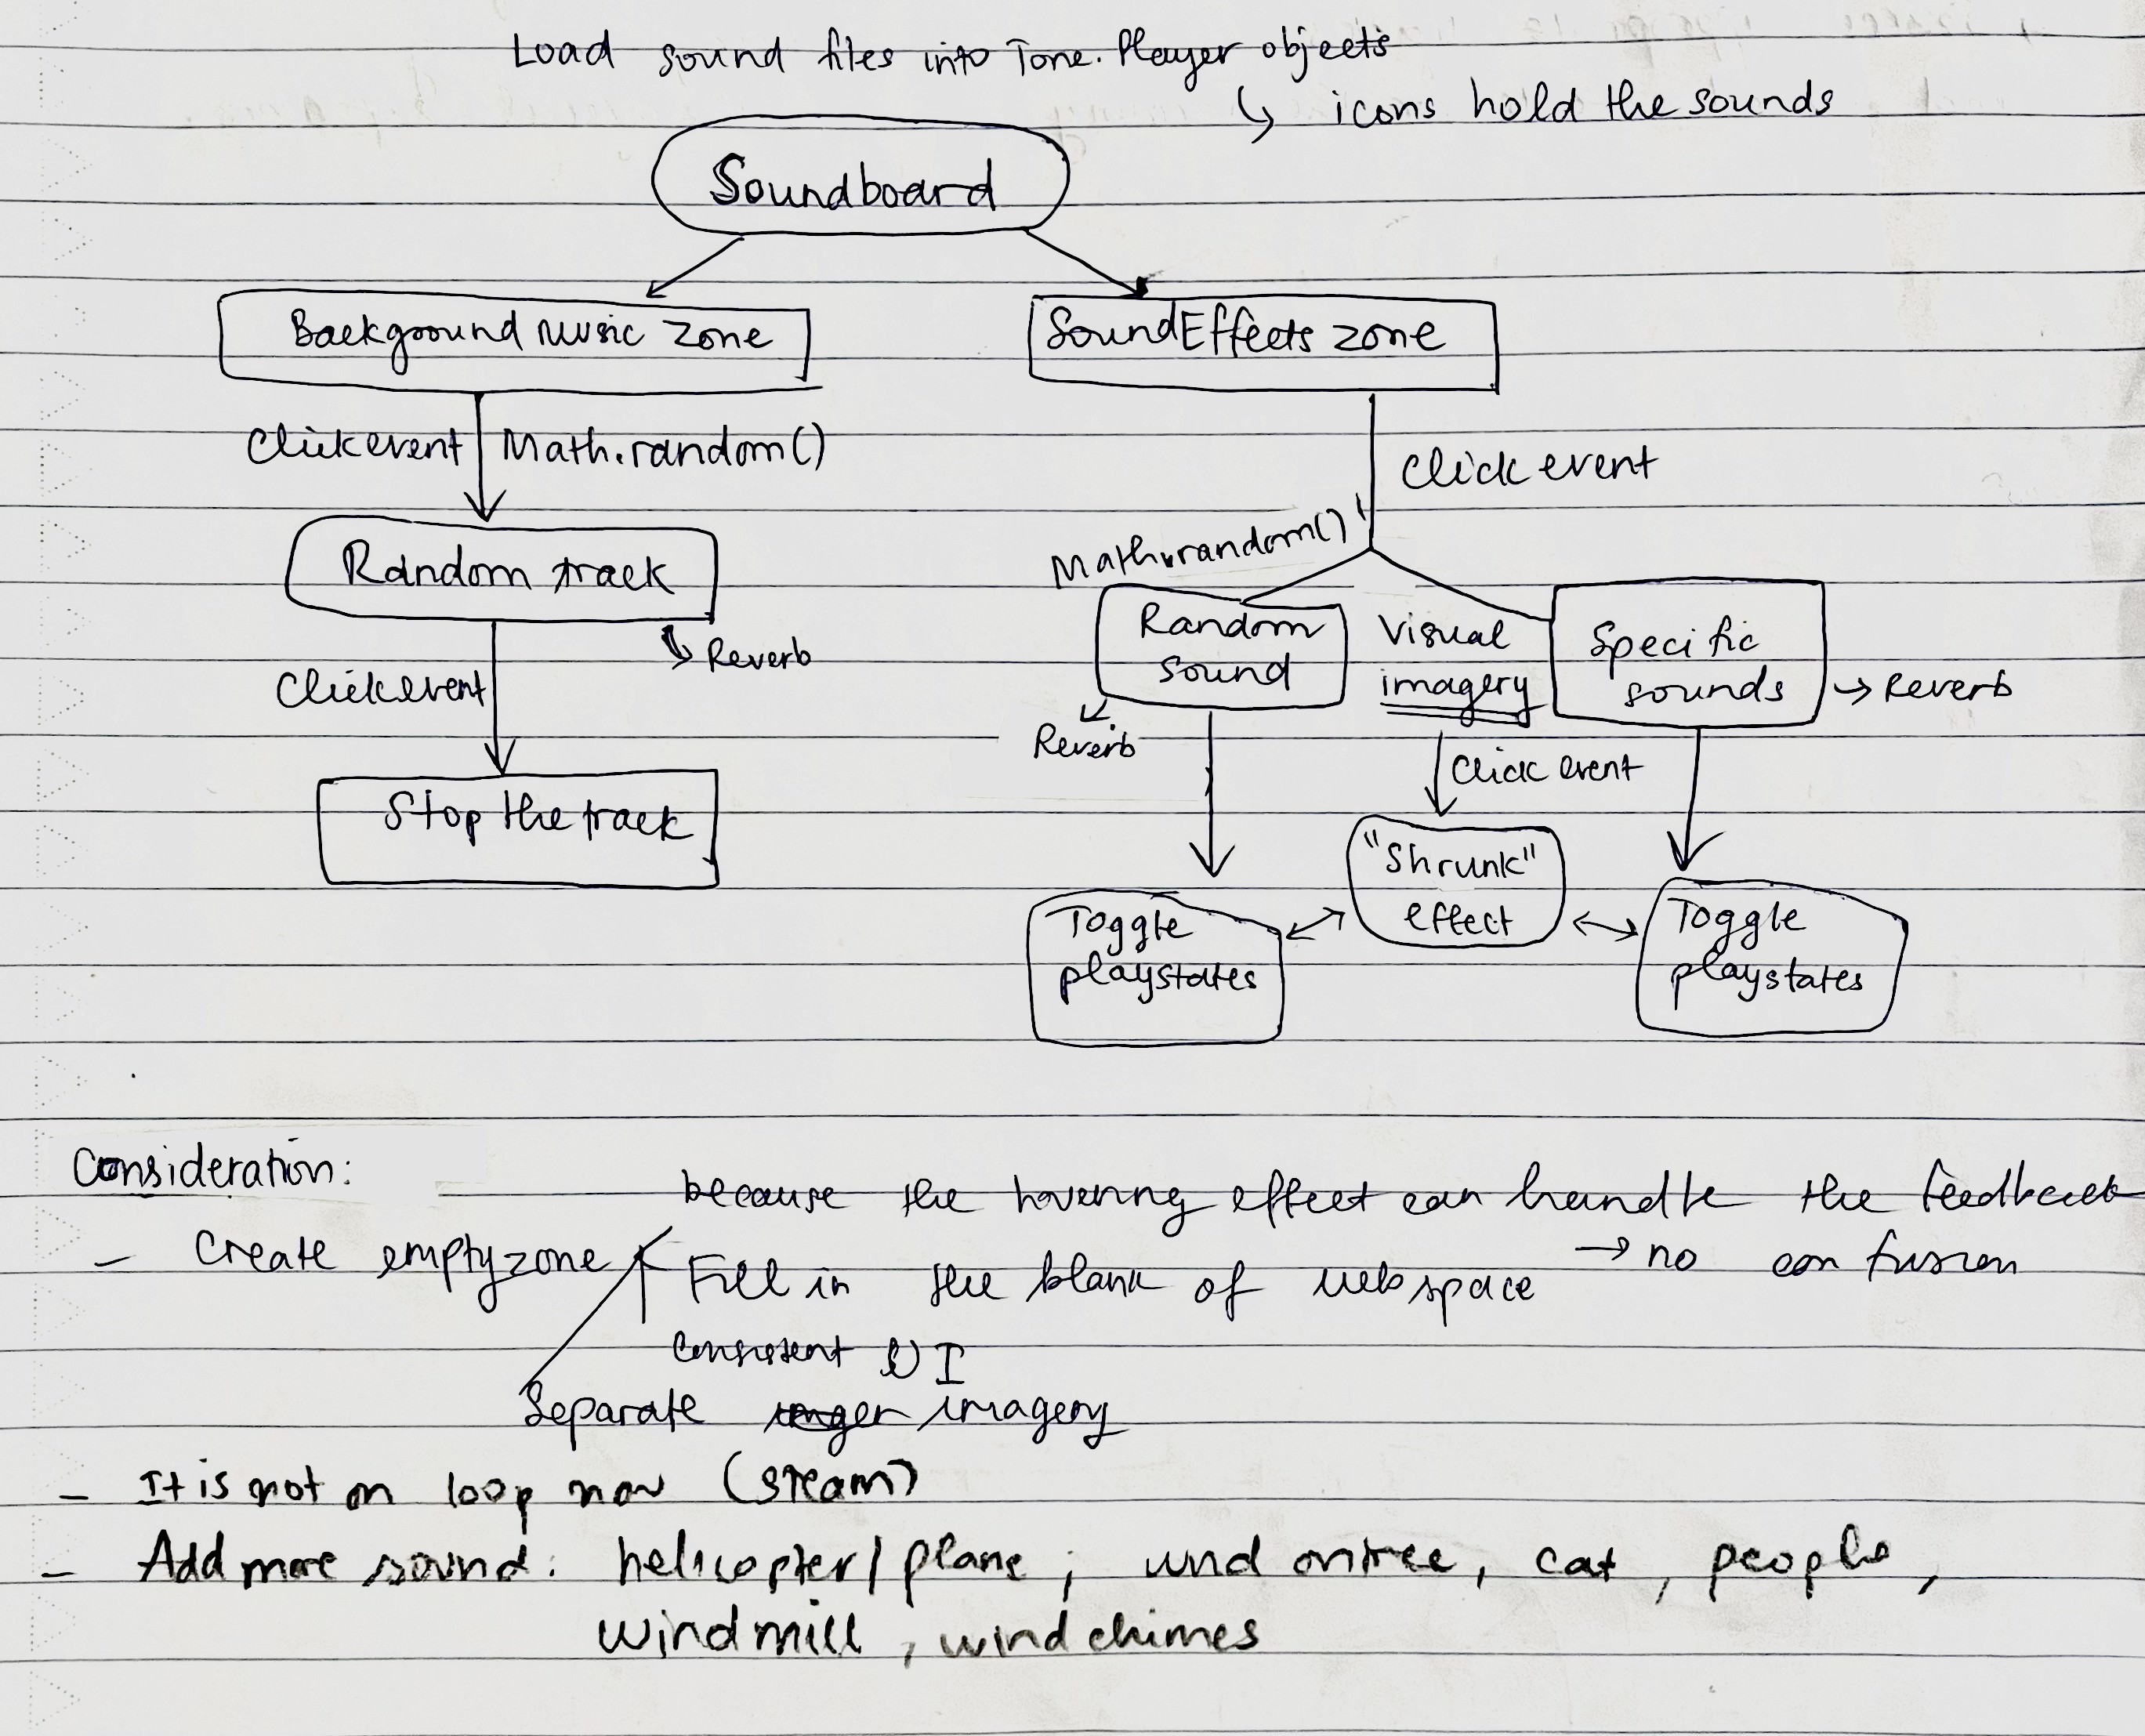 Load sound files into Tone.Player objects
↳ icons hold the sounds
Soundboard
Background Music Zone
Sound Effects zone
Click event Math.random()
Click event
Math.random()
Random track
Reverb
Random sound
Visual imagery
Specific sounds → Reverb
Reverb
Click event
Click event
Stop the track
"Shrunk" effect
Toggle playstates
Toggle playstates
Consideration:
because the hovering effect can handle the feedback
- Create empty zone
→ no confusion
Fill in the blank of webspace
Consistent UI
Separate imagery
- It is not on loop now (steam)
- Add more sound: helicopter/plane; wind on tree, cat, people,
windmill, wind chimes